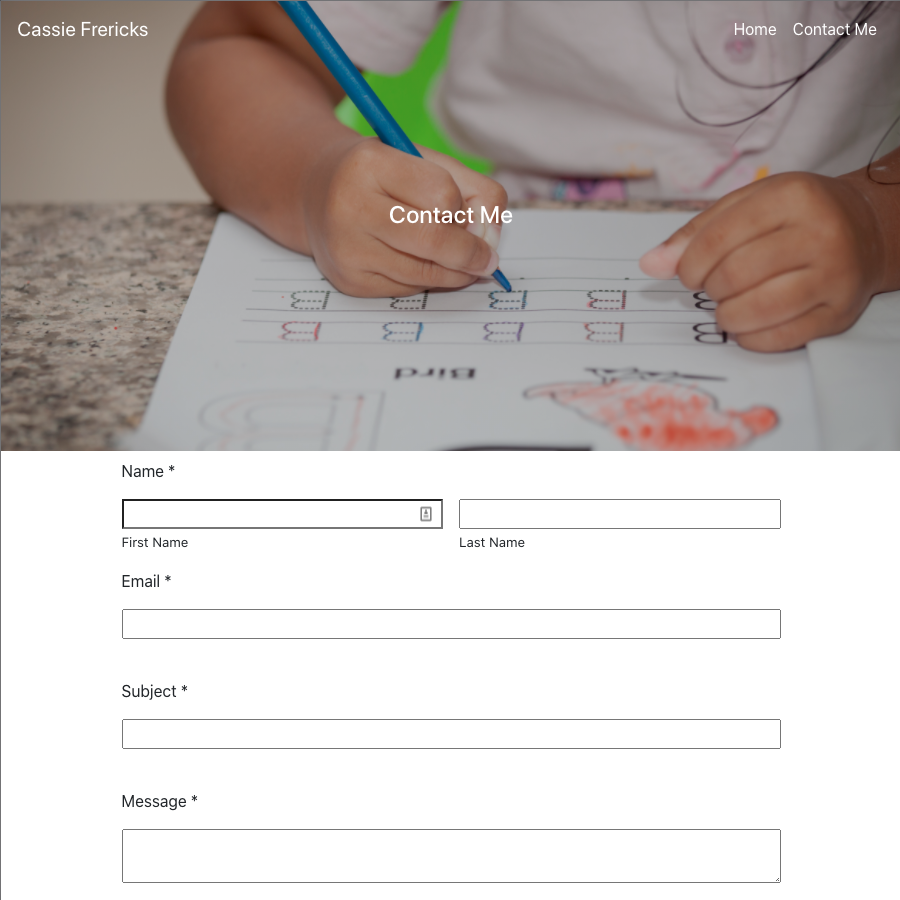 Cassie Frericks
Home Contact Me
Contact Me
B B B B B
B B B B B
Bird
Name *
First Name Last Name
Email *
Subject *
Message *